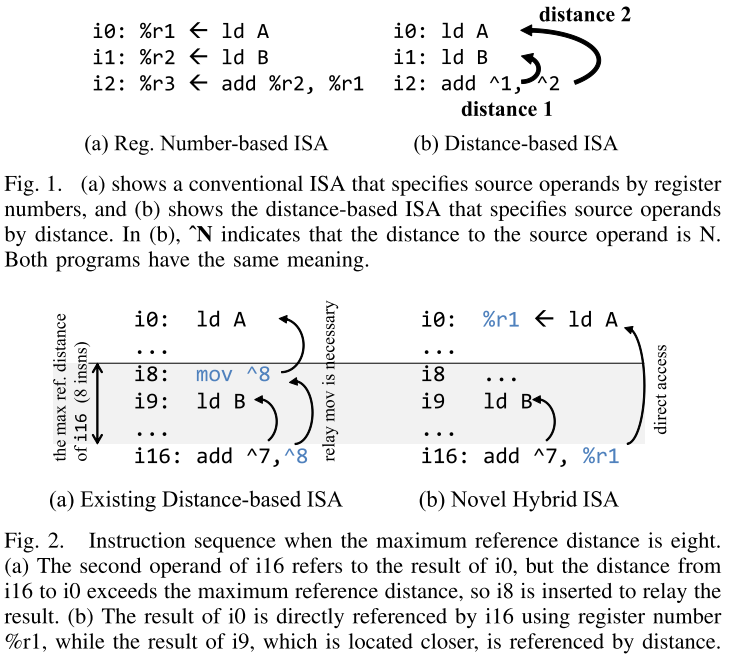 i0: %r1 ← ld A
i1: %r2 ← ld B
i2: %r3 ← add %r2, %r1
(a) Reg. Number-based ISA
distance 2
i0: ld A
i1: ld B
i2: add ^1, ^2
distance 1
(b) Distance-based ISA
Fig. 1. (a) shows a conventional ISA that specifies source operands by register
numbers, and (b) shows the distance-based ISA that specifies source operands
by distance. In (b), ^N indicates that the distance to the source operand is N.
Both programs have the same meaning.
the max ref. distance
of i16 (8 insns)
i0: ld A
...
i8: mov ^8
i9: ld B
...
i16: add ^7,^8
relay mov is necessary
(a) Existing Distance-based ISA
i0: %r1 ← ld A
...
i8 ...
i9 ld B
...
i16: add ^7, %r1
direct access
(b) Novel Hybrid ISA
Fig. 2. Instruction sequence when the maximum reference distance is eight.
(a) The second operand of i16 refers to the result of i0, but the distance from
i16 to i0 exceeds the maximum reference distance, so i8 is inserted to relay the
result. (b) The result of i0 is directly referenced by i16 using register number
%r1, while the result of i9, which is located closer, is referenced by distance.